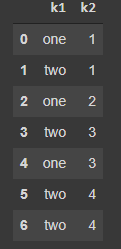 k1 k2
0 one 1
1 two 1
2 one 2
3 two 3
4 one 3
5 two 4
6 two 4